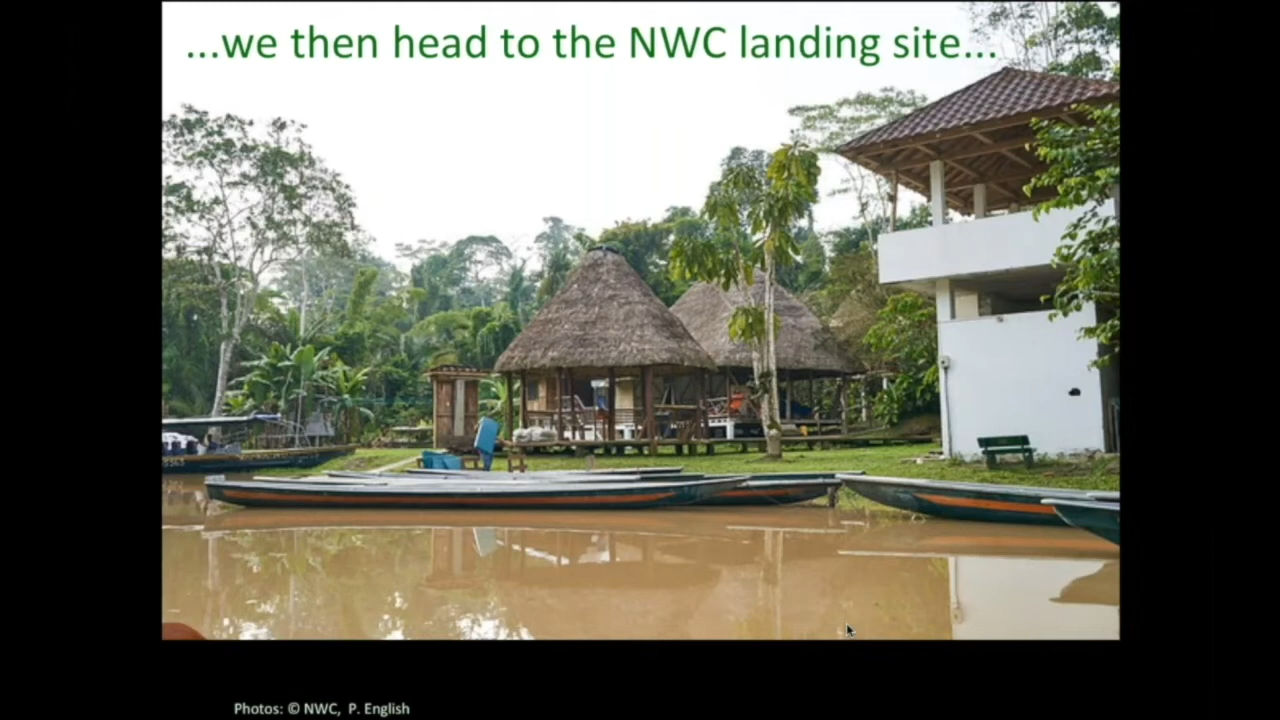 ...we then head to the NWC landing site...
Photos: © NWC, P. English